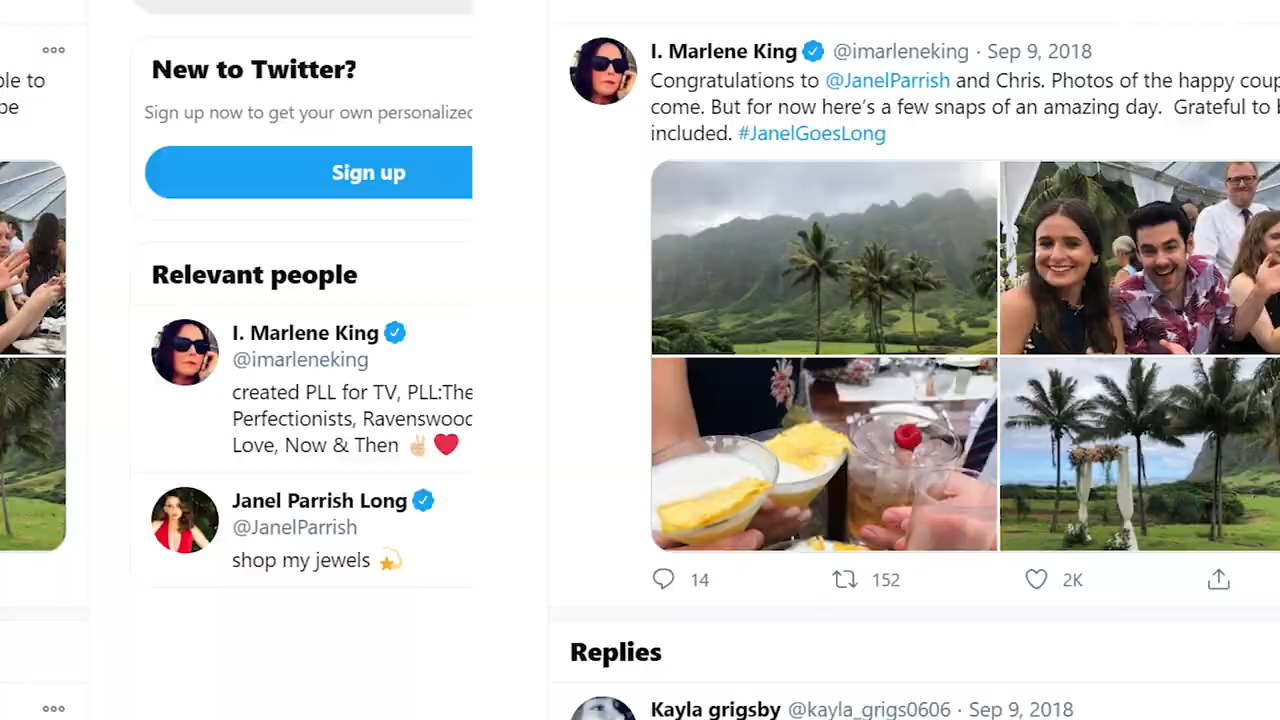 ple to
pe
New to Twitter?
Sign up now to get your own personalized
Sign up
Relevant people
I. Marlene King
@imarleneking
created PLL for TV, PLL:The
Perfectionists, Ravenswood
Love, Now & Then ✌🏻❤️
Janel Parrish Long
@JanelParrish
shop my jewels 💫
I. Marlene King @imarleneking · Sep 9, 2018
Congratulations to @JanelParrish and Chris. Photos of the happy coup
come. But for now here's a few snaps of an amazing day. Grateful to b
included. #JanelGoesLong
14 152 2K
Replies
Kayla grigsby @kayla_grigs0606 · Sep 9, 2018